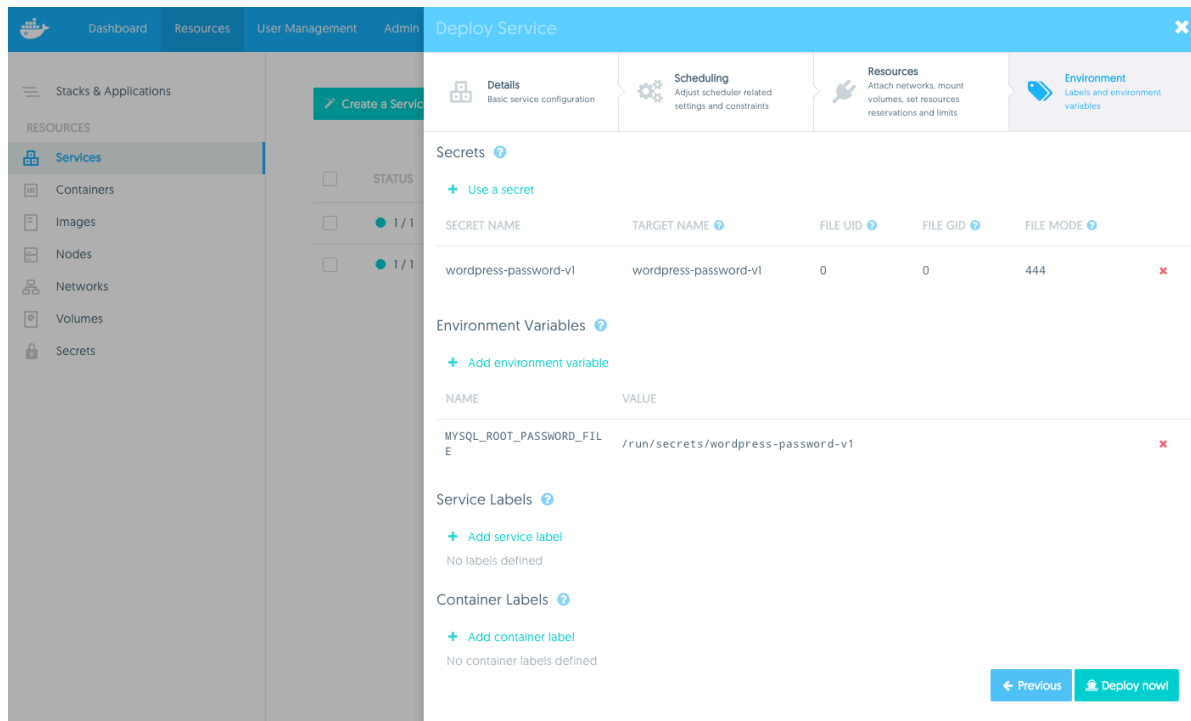 Dashboard
Resources
User Management
Admin
Deploy Service
Stacks & Applications
RESOURCES
Services
Containers
Images
Nodes
Networks
Volumes
Secrets
Create a Servic
STATUS
1 / 1
1 / 1
Details
Basic service configuration
Scheduling
Adjust scheduler related
settings and constraints
Resources
Attach networks, mount
volumes, set resources
reservations and limits
Environment
Labels and environment
variables
Secrets ?
+ Use a secret
SECRET NAME TARGET NAME ? FILE UID ? FILE GID ? FILE MODE ?
wordpress-password-v1 wordpress-password-v1 0 0 444
Environment Variables ?
+ Add environment variable
NAME VALUE
MYSQL_ROOT_PASSWORD_FIL
E
/run/secrets/wordpress-password-v1
Service Labels ?
+ Add service label
No labels defined
Container Labels ?
+ Add container label
No container labels defined
Previous
Deploy now!